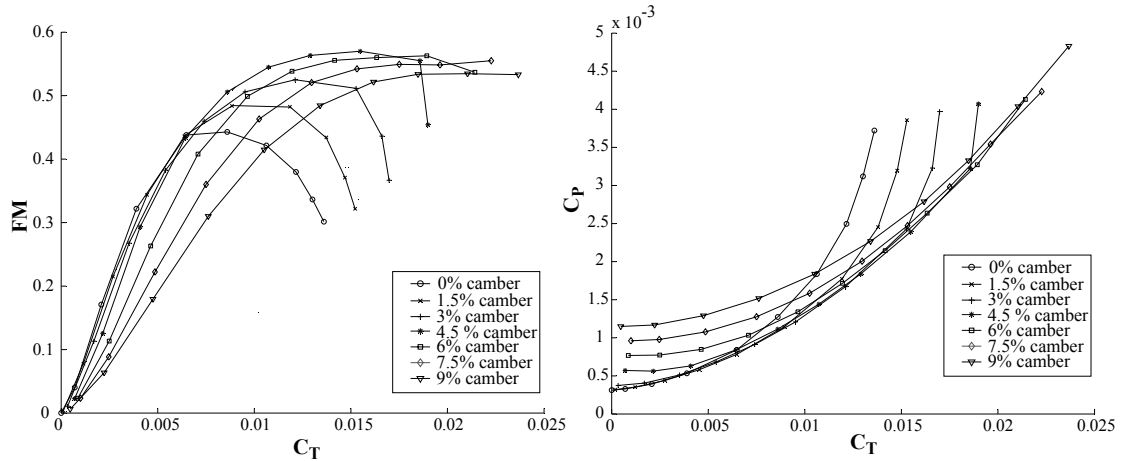 0.6
0.5
0.4
0.3
0.2
0.1
0
FM
0 0.005 0.01 0.015 0.02 0.025
C_T
0% camber
1.5% camber
3% camber
4.5 % camber
6% camber
7.5% camber
9% camber
x 10⁻³
5
4.5
4
3.5
3
2.5
2
1.5
1
0.5
0
C_P
0 0.005 0.01 0.015 0.02 0.025
C_T
0% camber
1.5% camber
3% camber
4.5 % camber
6% camber
7.5% camber
9% camber